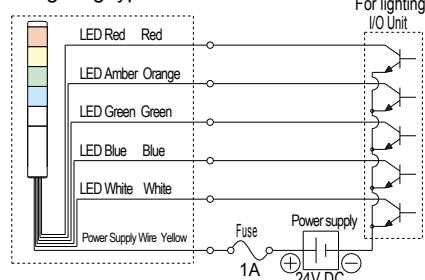 For lighting
I/O Unit
LED Red Red
LED Amber Orange
LED Green Green
LED Blue Blue
LED White White
Power Supply Wire Yellow
Fuse
1A
Power supply
24V DC